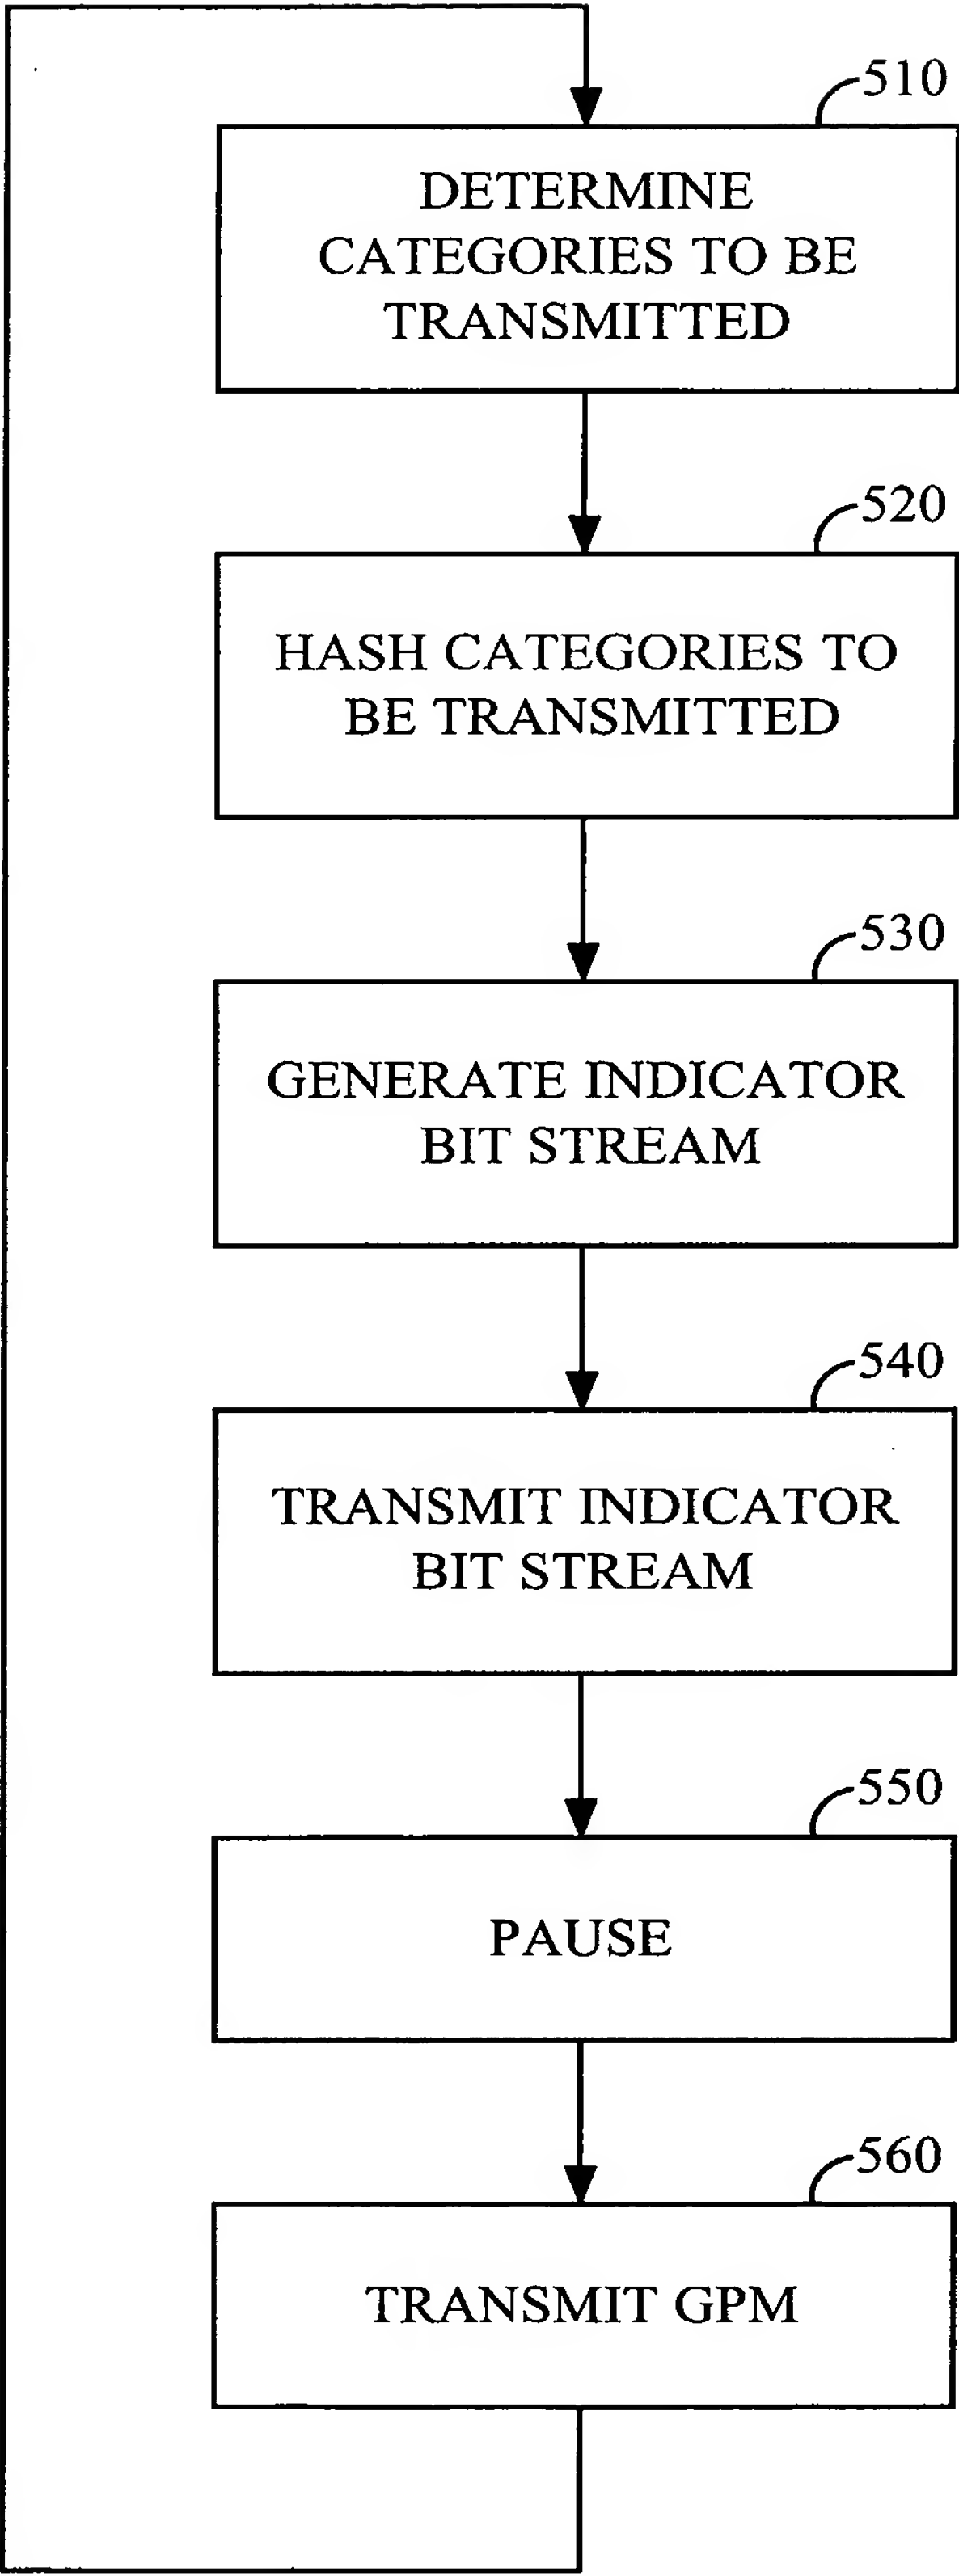 510
DETERMINE
CATEGORIES TO BE
TRANSMITTED
520
HASH CATEGORIES TO
BE TRANSMITTED
530
GENERATE INDICATOR
BIT STREAM
540
TRANSMIT INDICATOR
BIT STREAM
550
PAUSE
560
TRANSMIT GPM